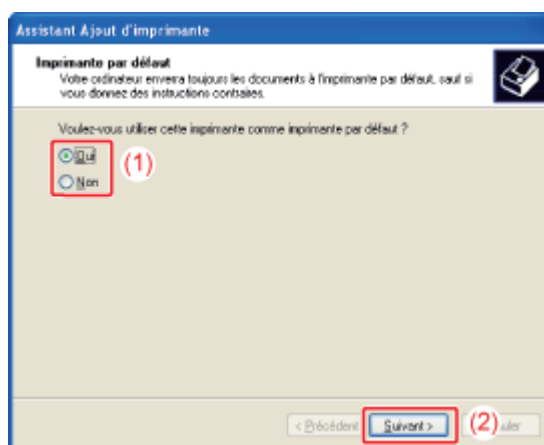 Assistant Ajout d'imprimante
Imprimante par défaut
Votre ordinateur enverra toujours les documents à l'imprimante par défaut, sauf si
vous donnez des instructions contraires.
Voulez-vous utiliser cette imprimante comme imprimante par défaut ?
Oui
(1)
Non
< Précédent Suivant > (2) uler